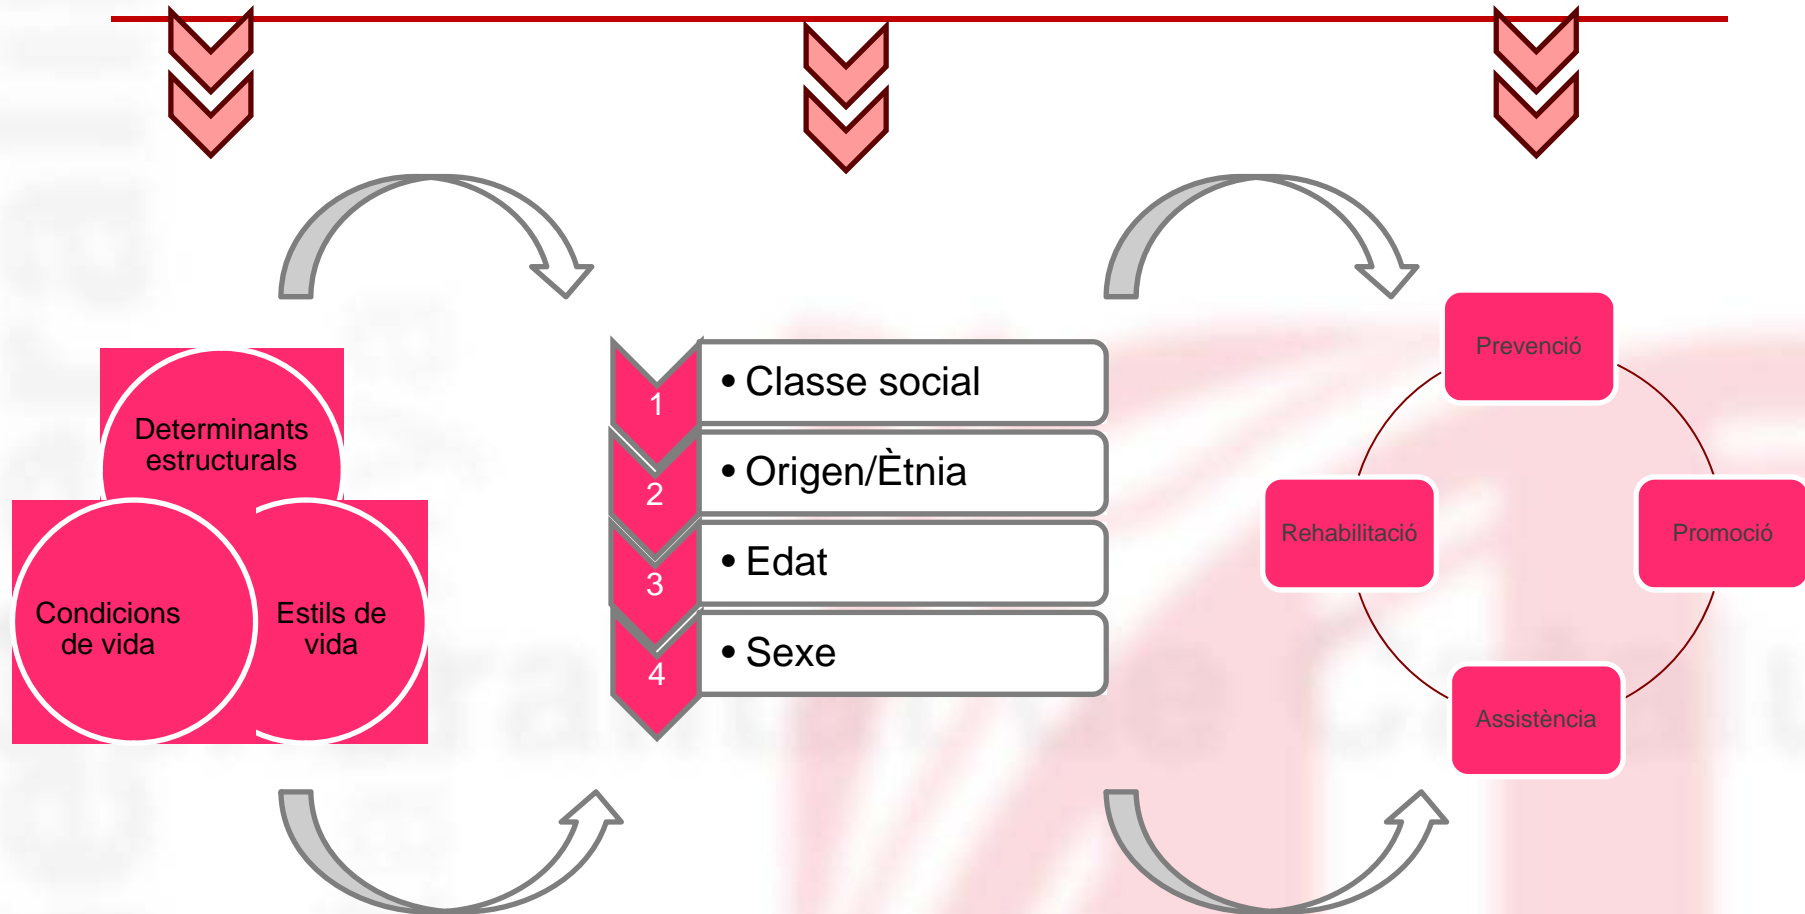 Determinants
estructurals
Condicions
de vida
Estils de
vida
1
• Classe social
2
• Origen/Ètnia
3
• Edat
4
• Sexe
Prevenció
Rehabilitació
Promoció
Assistència